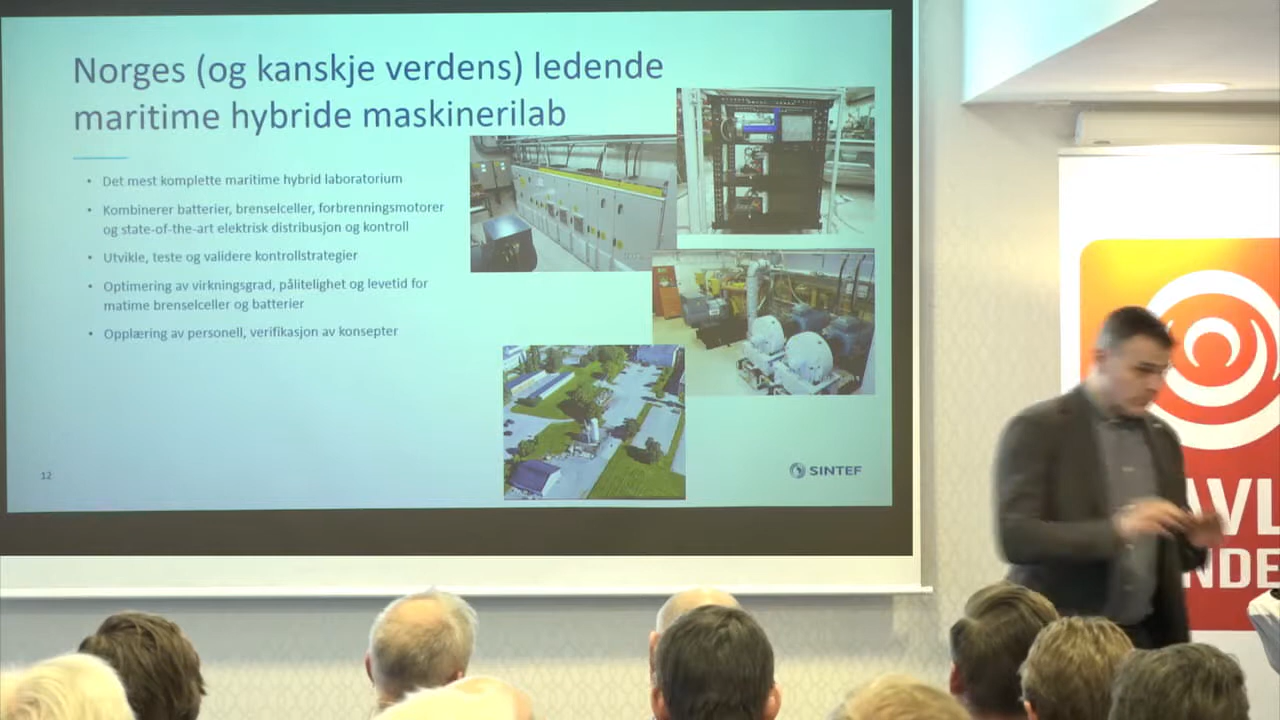 Norges (og kanskje verdens) ledende
maritime hybride maskinerilab
• Det mest komplette maritime hybrid laboratorium
• Kombinerer batterier, brenselceller, forbrenningsmotorer
og state-of-the-art elektrisk distribusjon og kontroll
• Utvikle, teste og validere kontrollstrategier
• Optimering av virkningsgrad, pålitelighet og levetid for
matime brenselceller og batterier
• Opplæring av personell, verifikasjon av konsepter
12
SINTEF
AVL
NDE